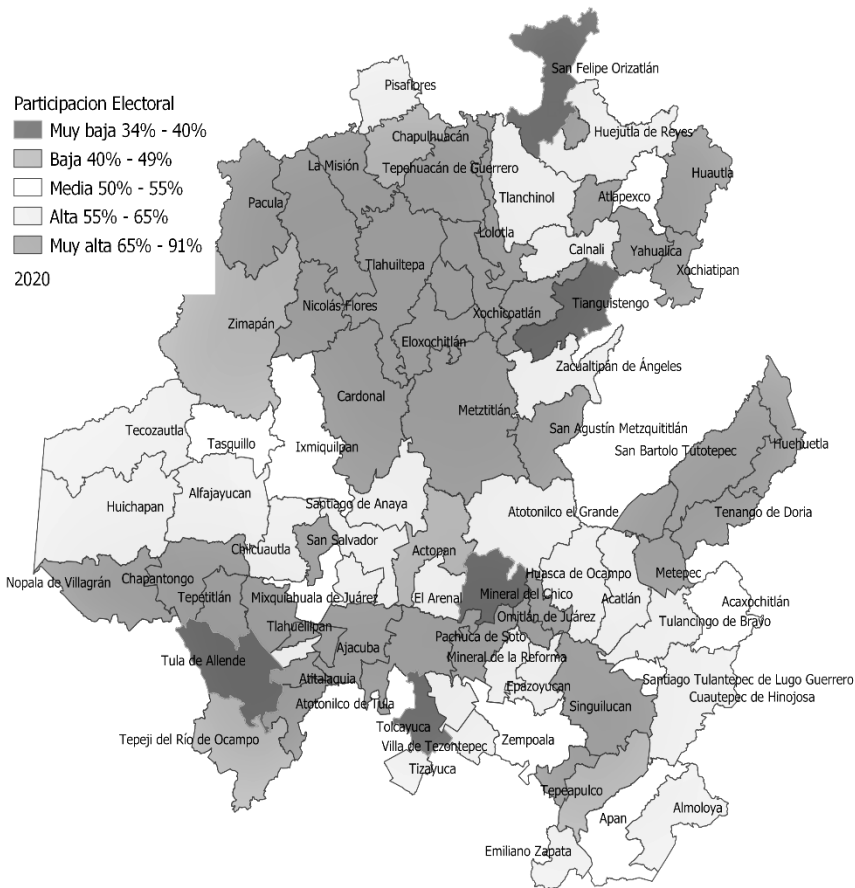 Participacion Electoral
Muy baja 34% - 40%
Baja 40% - 49%
Media 50% - 55%
Alta 55% - 65%
Muy alta 65% - 91%
2020
San Felipe Orizatlán
Pisaflores
Chapulhuacán
Huejutla de Reyes
La Misión
Tepehuacán de Guerrero
Huautla
Pacula
Tlanchinol
Atlapexco
Lolotla
Calnali
Yahualica
Tlahuiltepa
Xochiatipan
Nicolás Flores
Xochicoatlán
Tianguistengo
Zimapán
Eloxochitlán
Zacualtipán de Ángeles
Cardonal
Metztitlán
Tecozautla
Tasquillo
Ixmiquilpan
San Agustín Metzquititlán
San Bartolo Tutotepec
Huehuetla
Huichapan
Alfajayucan
Santiago de Anaya
Atotonilco el Grande
Tenango de Doria
Chilcuautla
San Salvador
Actopan
Nopala de Villagrán
Chapantongo
Huasca de Ocampo
Metepec
Tepetitlán
Mixquiahuala de Juárez
El Arenal
Mineral del Chico
Acatlán
Acaxochitlán
Omitlán de Juárez
Tulancingo de Bravo
Tlahuelilpan
Ajacuba
Pachuca de Soto
Tula de Allende
Mineral de la Reforma
Atitalaquia
Epazoyucan
Santiago Tulantepec de Lugo Guerrero
Cuautepec de Hinojosa
Atotonilco de Tula
Singuilucan
Tolcayuca
Tepeji del Río de Ocampo
Villa de Tezontepec
Zempoala
Tizayuca
Tepeapulco
Almoloya
Apan
Emiliano Zapata